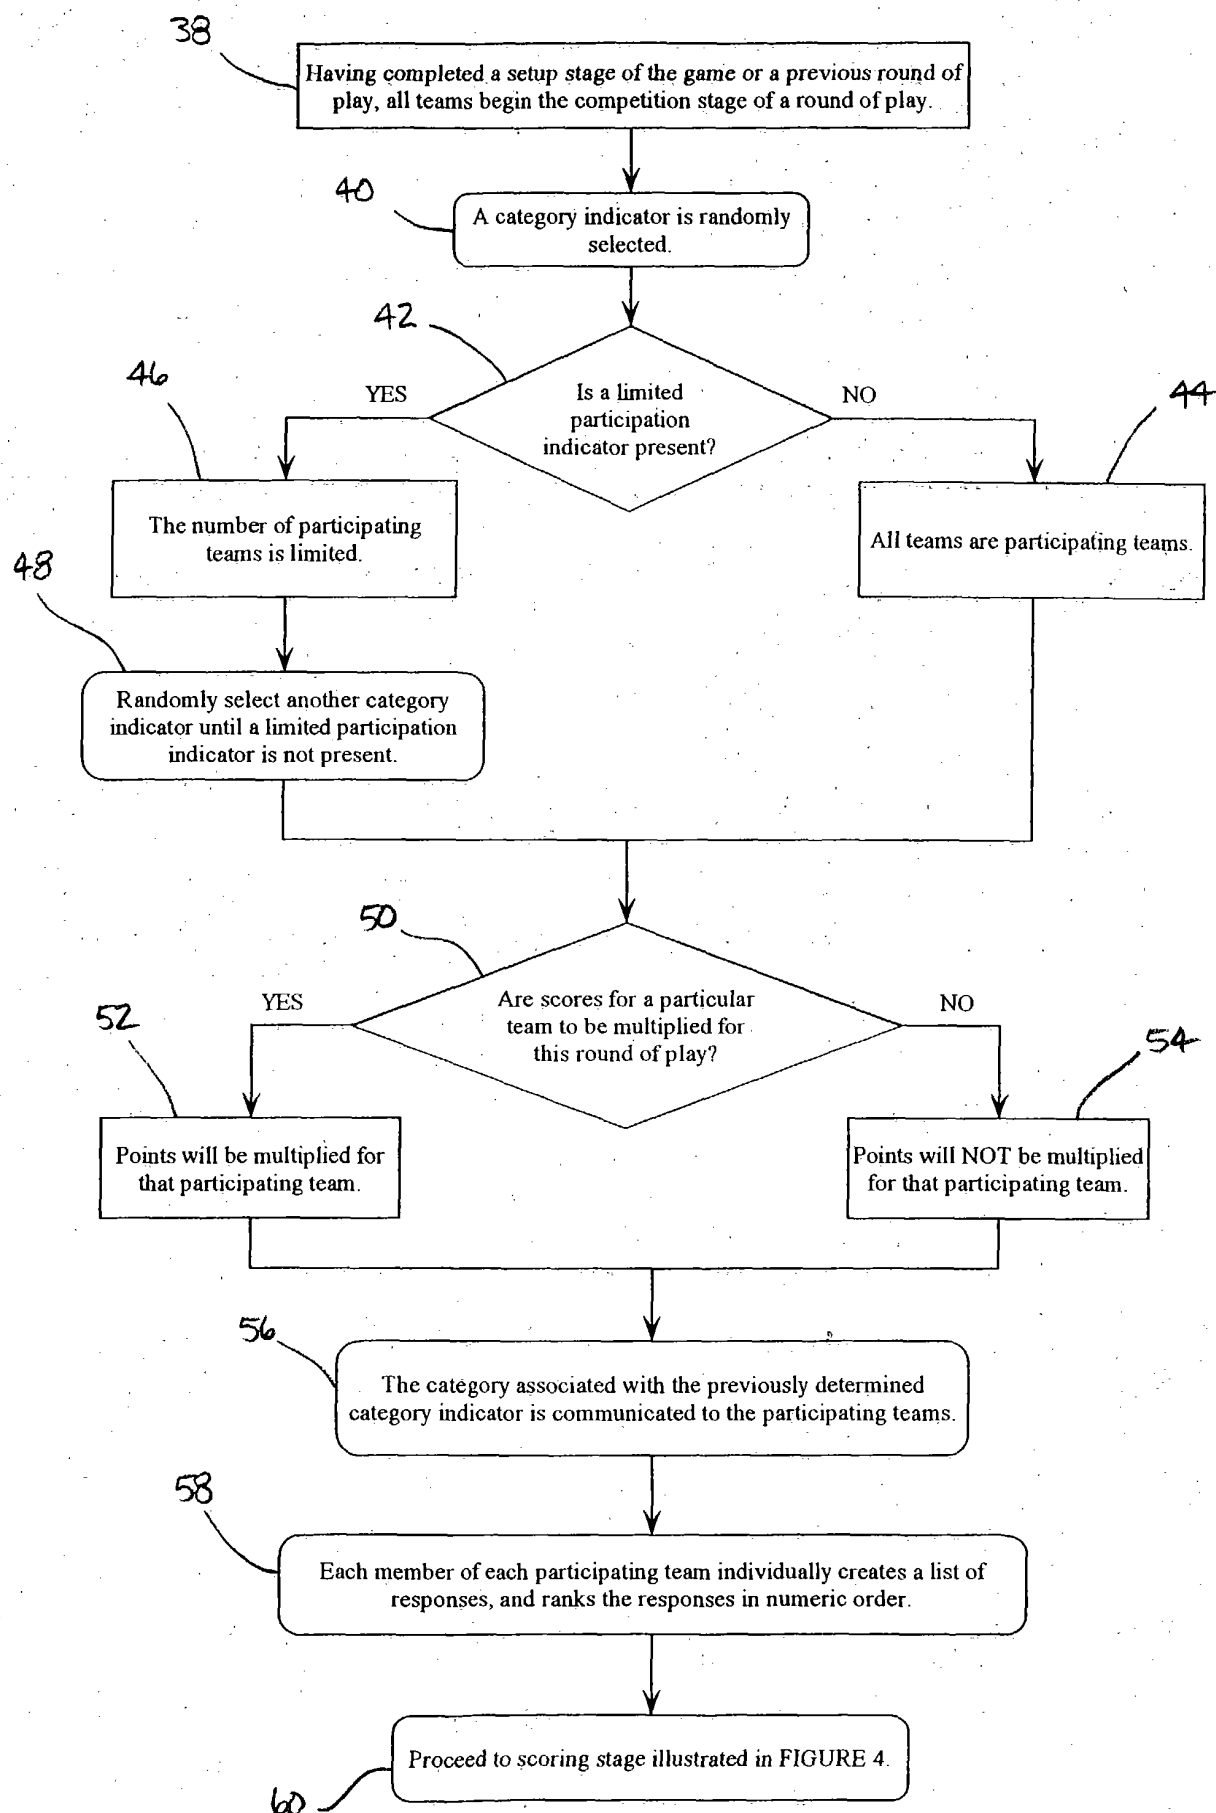 38
Having completed a setup stage of the game or a previous round of
play, all teams begin the competition stage of a round of play.
40
A category indicator is randomly
selected.
42
46
YES
Is a limited
participation
indicator present?
NO
44
The number of participating
teams is limited.
All teams are participating teams.
48
Randomly select another category
indicator until a limited participation
indicator is not present.
50
52
YES
Are scores for a particular
team to be multiplied for
this round of play?
NO
54
Points will be multiplied for
that participating team.
Points will NOT be multiplied
for that participating team.
56
The category associated with the previously determined
category indicator is communicated to the participating teams.
58
Each member of each participating team individually creates a list of
responses, and ranks the responses in numeric order.
Proceed to scoring stage illustrated in FIGURE 4.
60